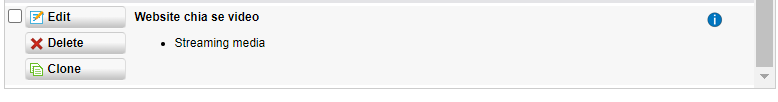 Edit Website chia se video
Delete Streaming media
Clone